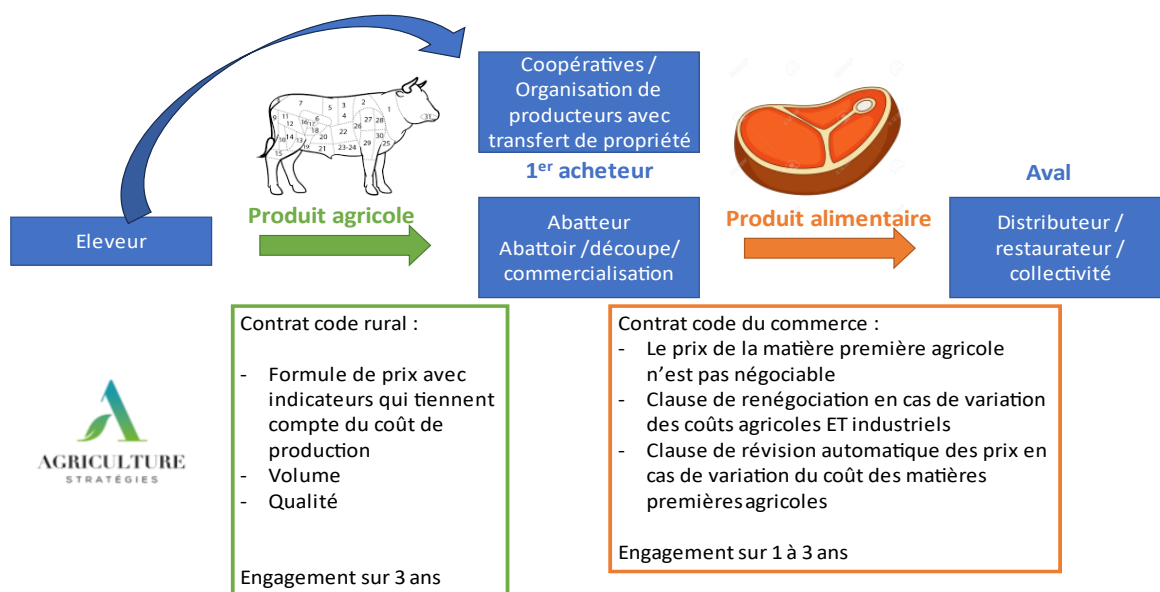 Coopératives /
Organisation de
producteurs avec
transfert de propriété
1er acheteur
Aval
Produit agricole
Produit alimentaire
Eleveur
Abatteur
Abattoir /découpe/
commercialisation
Distributeur /
restaurateur /
collectivité
Contrat code rural :
- Formule de prix avec
indicateurs qui tiennent
compte du coût de
production
- Volume
- Qualité
Engagement sur 3 ans
Contrat code du commerce :
- Le prix de la matière première agricole
n'est pas négociable
- Clause de renégociation en cas de variation
des coûts agricoles ET industriels
- Clause de révision automatique des prix en
cas de variation du coût des matières
premières agricoles
Engagement sur 1 à 3 ans
AGRICULTURE
STRATÉGIES